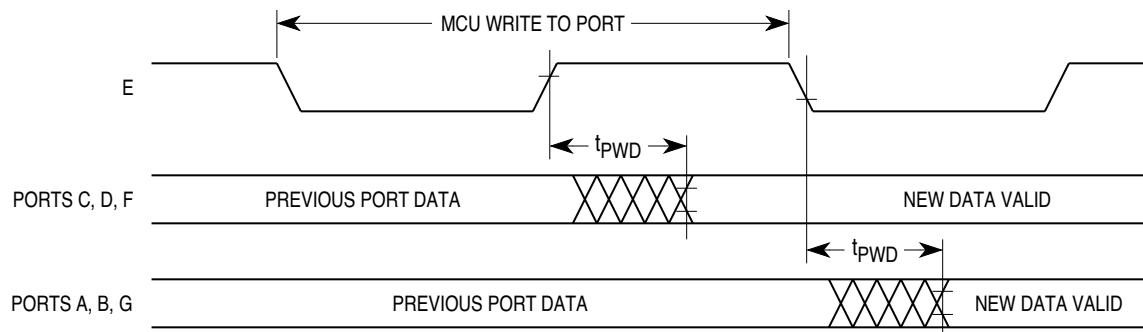 MCU WRITE TO PORT
E
tPWD
PORTS C, D, F
PREVIOUS PORT DATA
NEW DATA VALID
tPWD
PORTS A, B, G
PREVIOUS PORT DATA
NEW DATA VALID